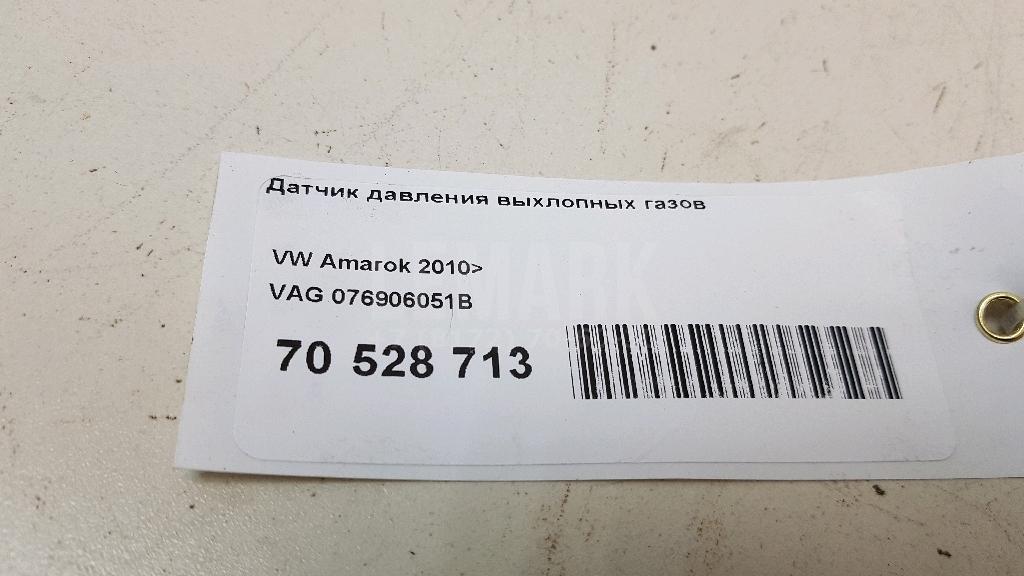 Датчик давления выхлопных газов
VW Amarok 2010>
VAG 076906051B
70 528 713